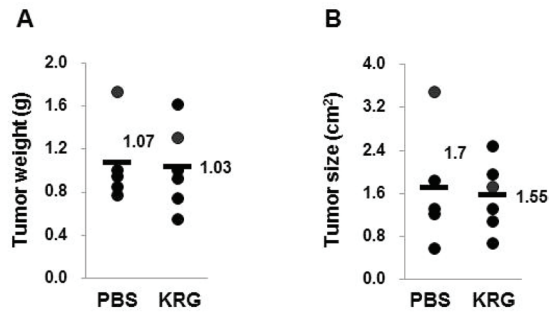 A
Tumor weight (g)
2.0
1.6
1.2
0.8
0.4
0.0
1.07
1.03
PBS
KRG
B
Tumor size (cm²)
4.0
3.2
2.4
1.6
0.8
0.0
1.7
1.55
PBS
KRG